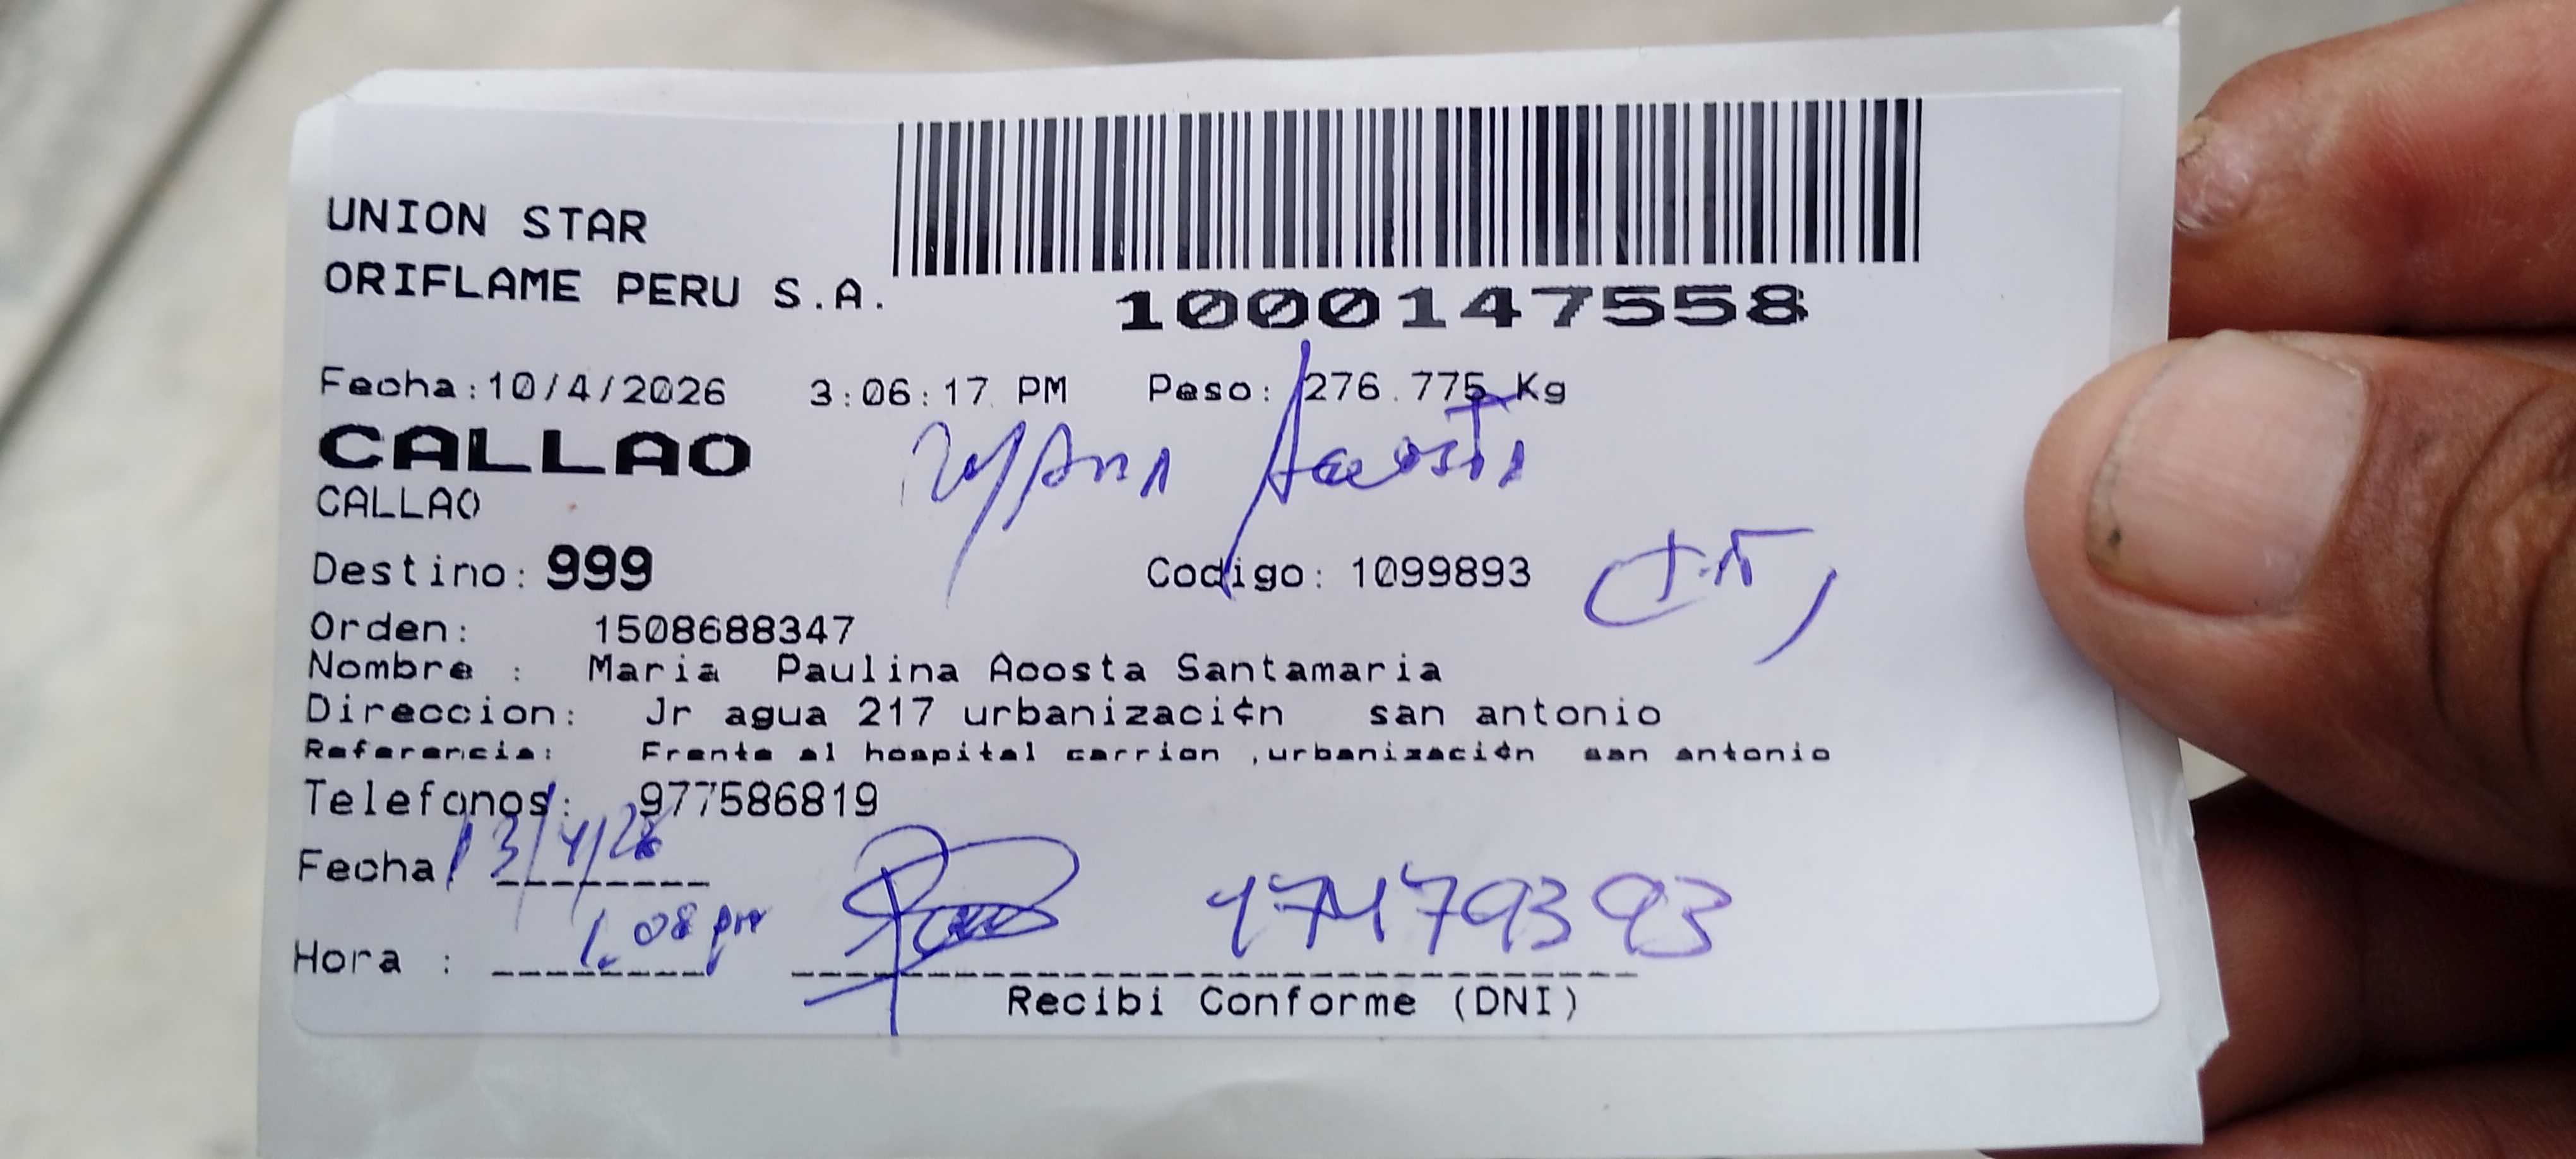 UNION STAR
ORIFLAME PERU S.A.
1000147558
Fecha:10/4/2026 3:06:17 PM Peso: 276.775 Kg
CALLAO
Acosta
CALLAO
Destino: 999 Codigo: 1099893
Orden: 1508688347
Nombre : Maria Paulina Acosta Santamaria
Direccion: Jr agua 217 urbanizaci¢n san antonio
Referencia: Frente al hospital carrion ,urbanizaci¢n san antonio
Telefonos: 977586819
Fecha 13/4/26
Hora : 1.08 pm
Recibi Conforme (DNI)